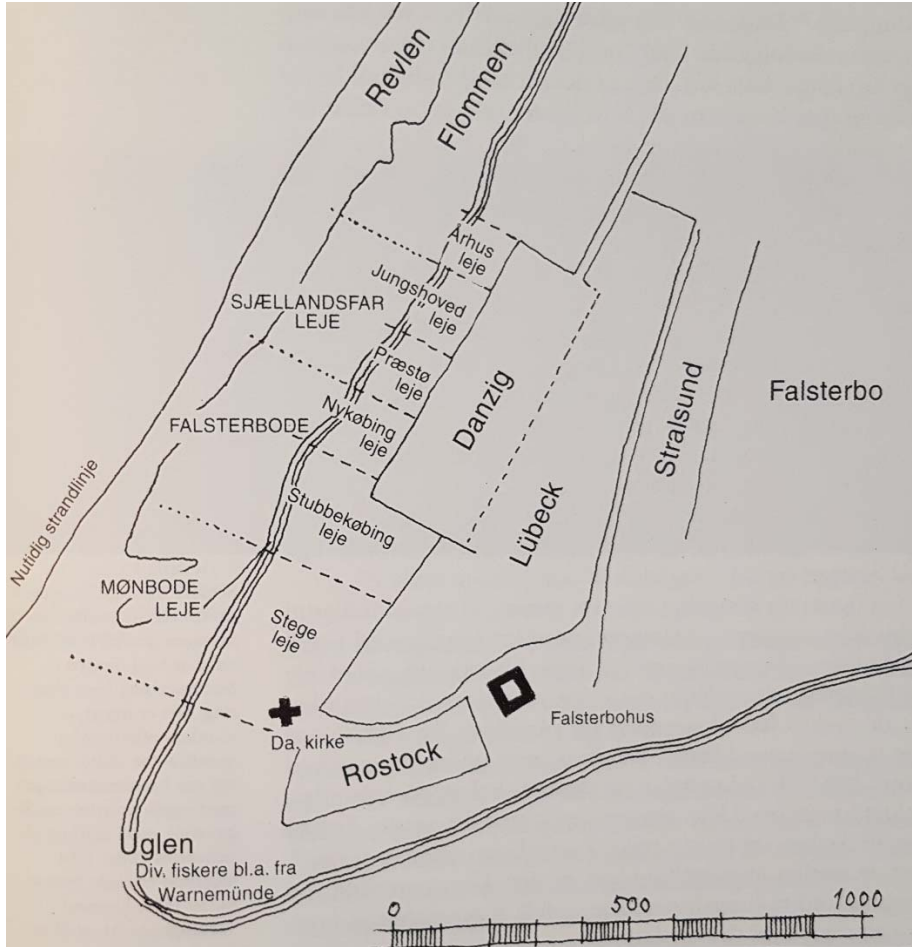 Revlen
Flommen
Århus
leje
Jungshoved
leje
SJÆLLANDSFAR
LEJE
Præstø
leje
Danzig
Falsterbo
Stralsund
Nykøbing
leje
FALSTERBODE
Lübeck
Stubbekøbing
leje
Nutidig strandlinje
MØNBODE
LEJE
Stege
leje
Da, kirke
Falsterbohus
Rostock
Uglen
Div. fiskere bl.a. fra
Warnemünde
0
500
1000